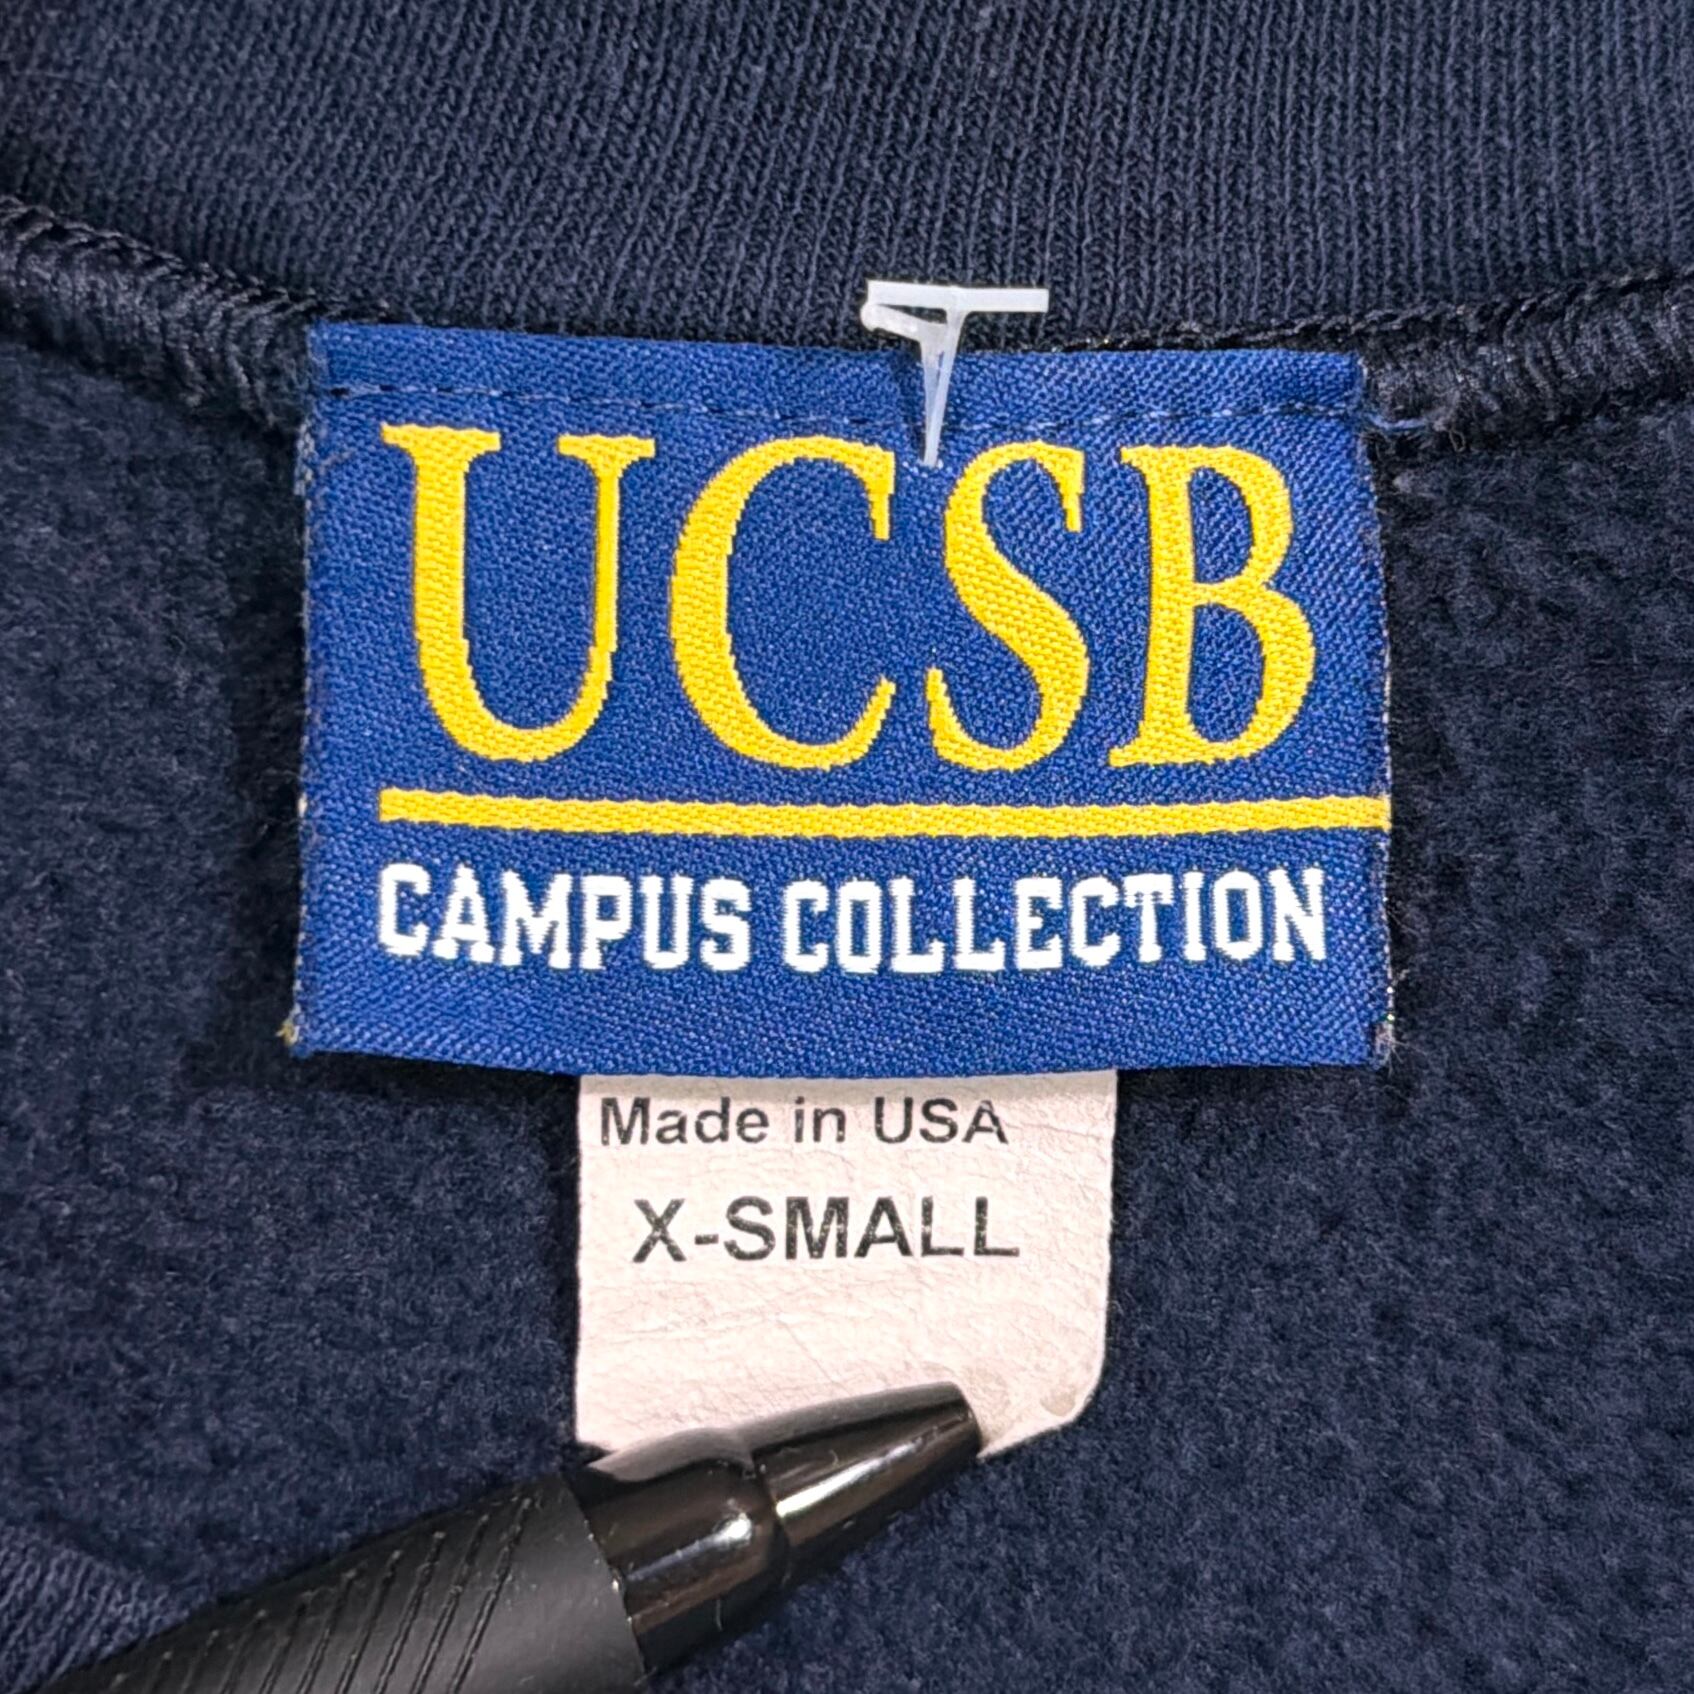 UCSB
CAMPUS COLLECTION
Made in USA
X-SMALL